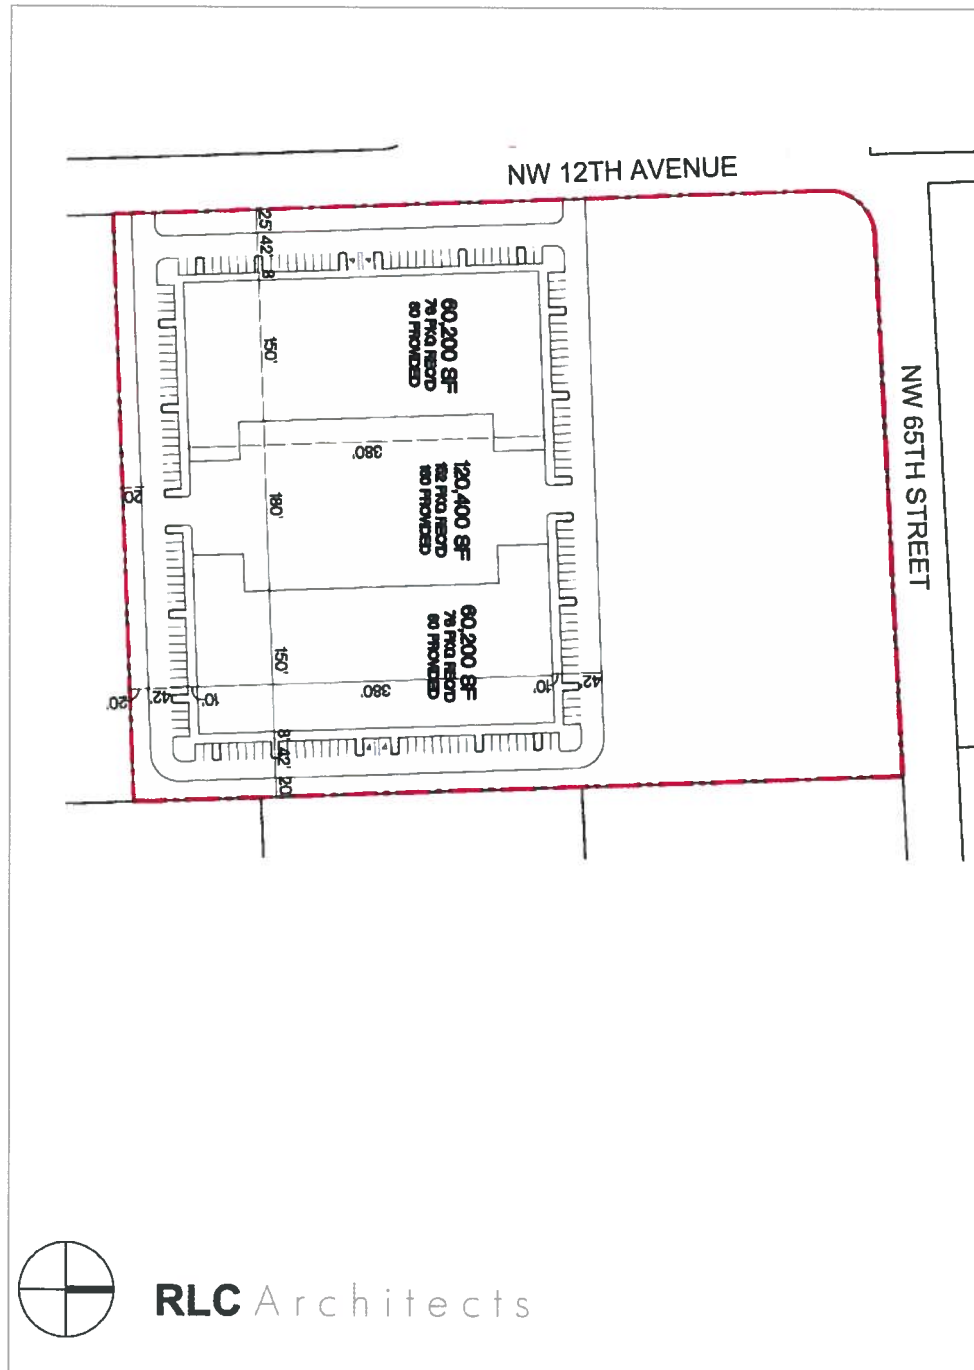 NW 12TH AVENUE
NW 65TH STREET
25'
42'
8'
150'
60,200 SF
76 PKG REQ'D
80 PROVIDED
380'
20'
180'
120,400 SF
152 PKG REQ'D
160 PROVIDED
150'
60,200 SF
76 PKG REQ'D
80 PROVIDED
20'
42'
10'
380'
10'
42'
8'
42'
20'
RLC Architects